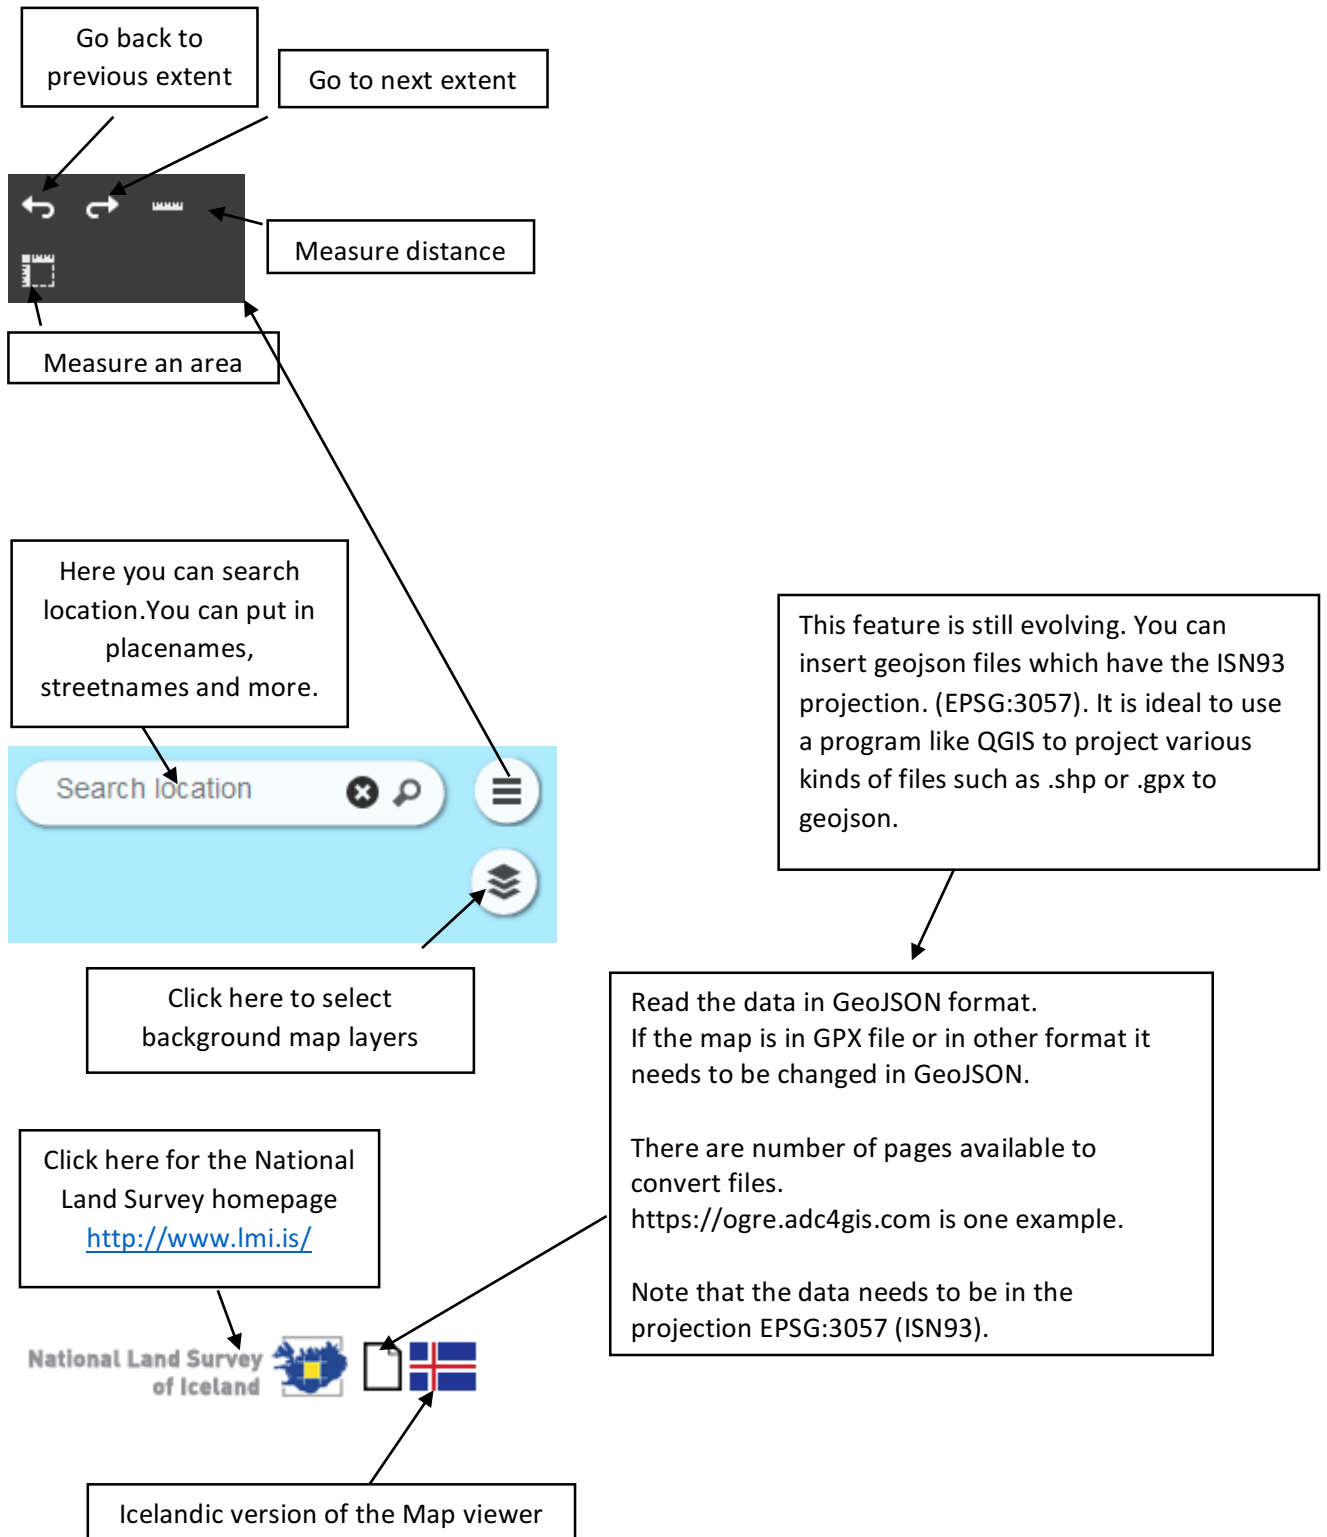 Go back to
previous extent
Go to next extent
Measure distance
Measure an area
Here you can search
location.You can put in
placenames,
streetnames and more.
This feature is still evolving. You can
insert geojson files which have the ISN93
projection. (EPSG:3057). It is ideal to use
a program like QGIS to project various
kinds of files such as .shp or .gpx to
geojson.
Search location
Click here to select
background map layers
Read the data in GeoJSON format.
If the map is in GPX file or in other format it
needs to be changed in GeoJSON.
There are number of pages available to
convert files.
https://ogre.adc4gis.com is one example.
Note that the data needs to be in the
projection EPSG:3057 (ISN93).
Click here for the National
Land Survey homepage
http://www.lmi.is/
National Land Survey
of Iceland
Icelandic version of the Map viewer